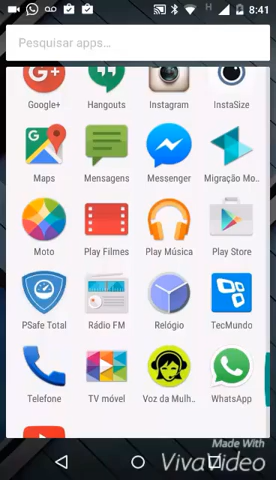 8:41
Pesquisar apps...
Google+ Hangouts Instagram InstaSize
Maps Mensagens Messenger Migração Mo..
Moto Play Filmes Play Música Play Store
PSafe Total Rádio FM Relógio TecMundo
Telefone TV móvel Voz da Mulh.. WhatsApp
Made With
VivaVideo